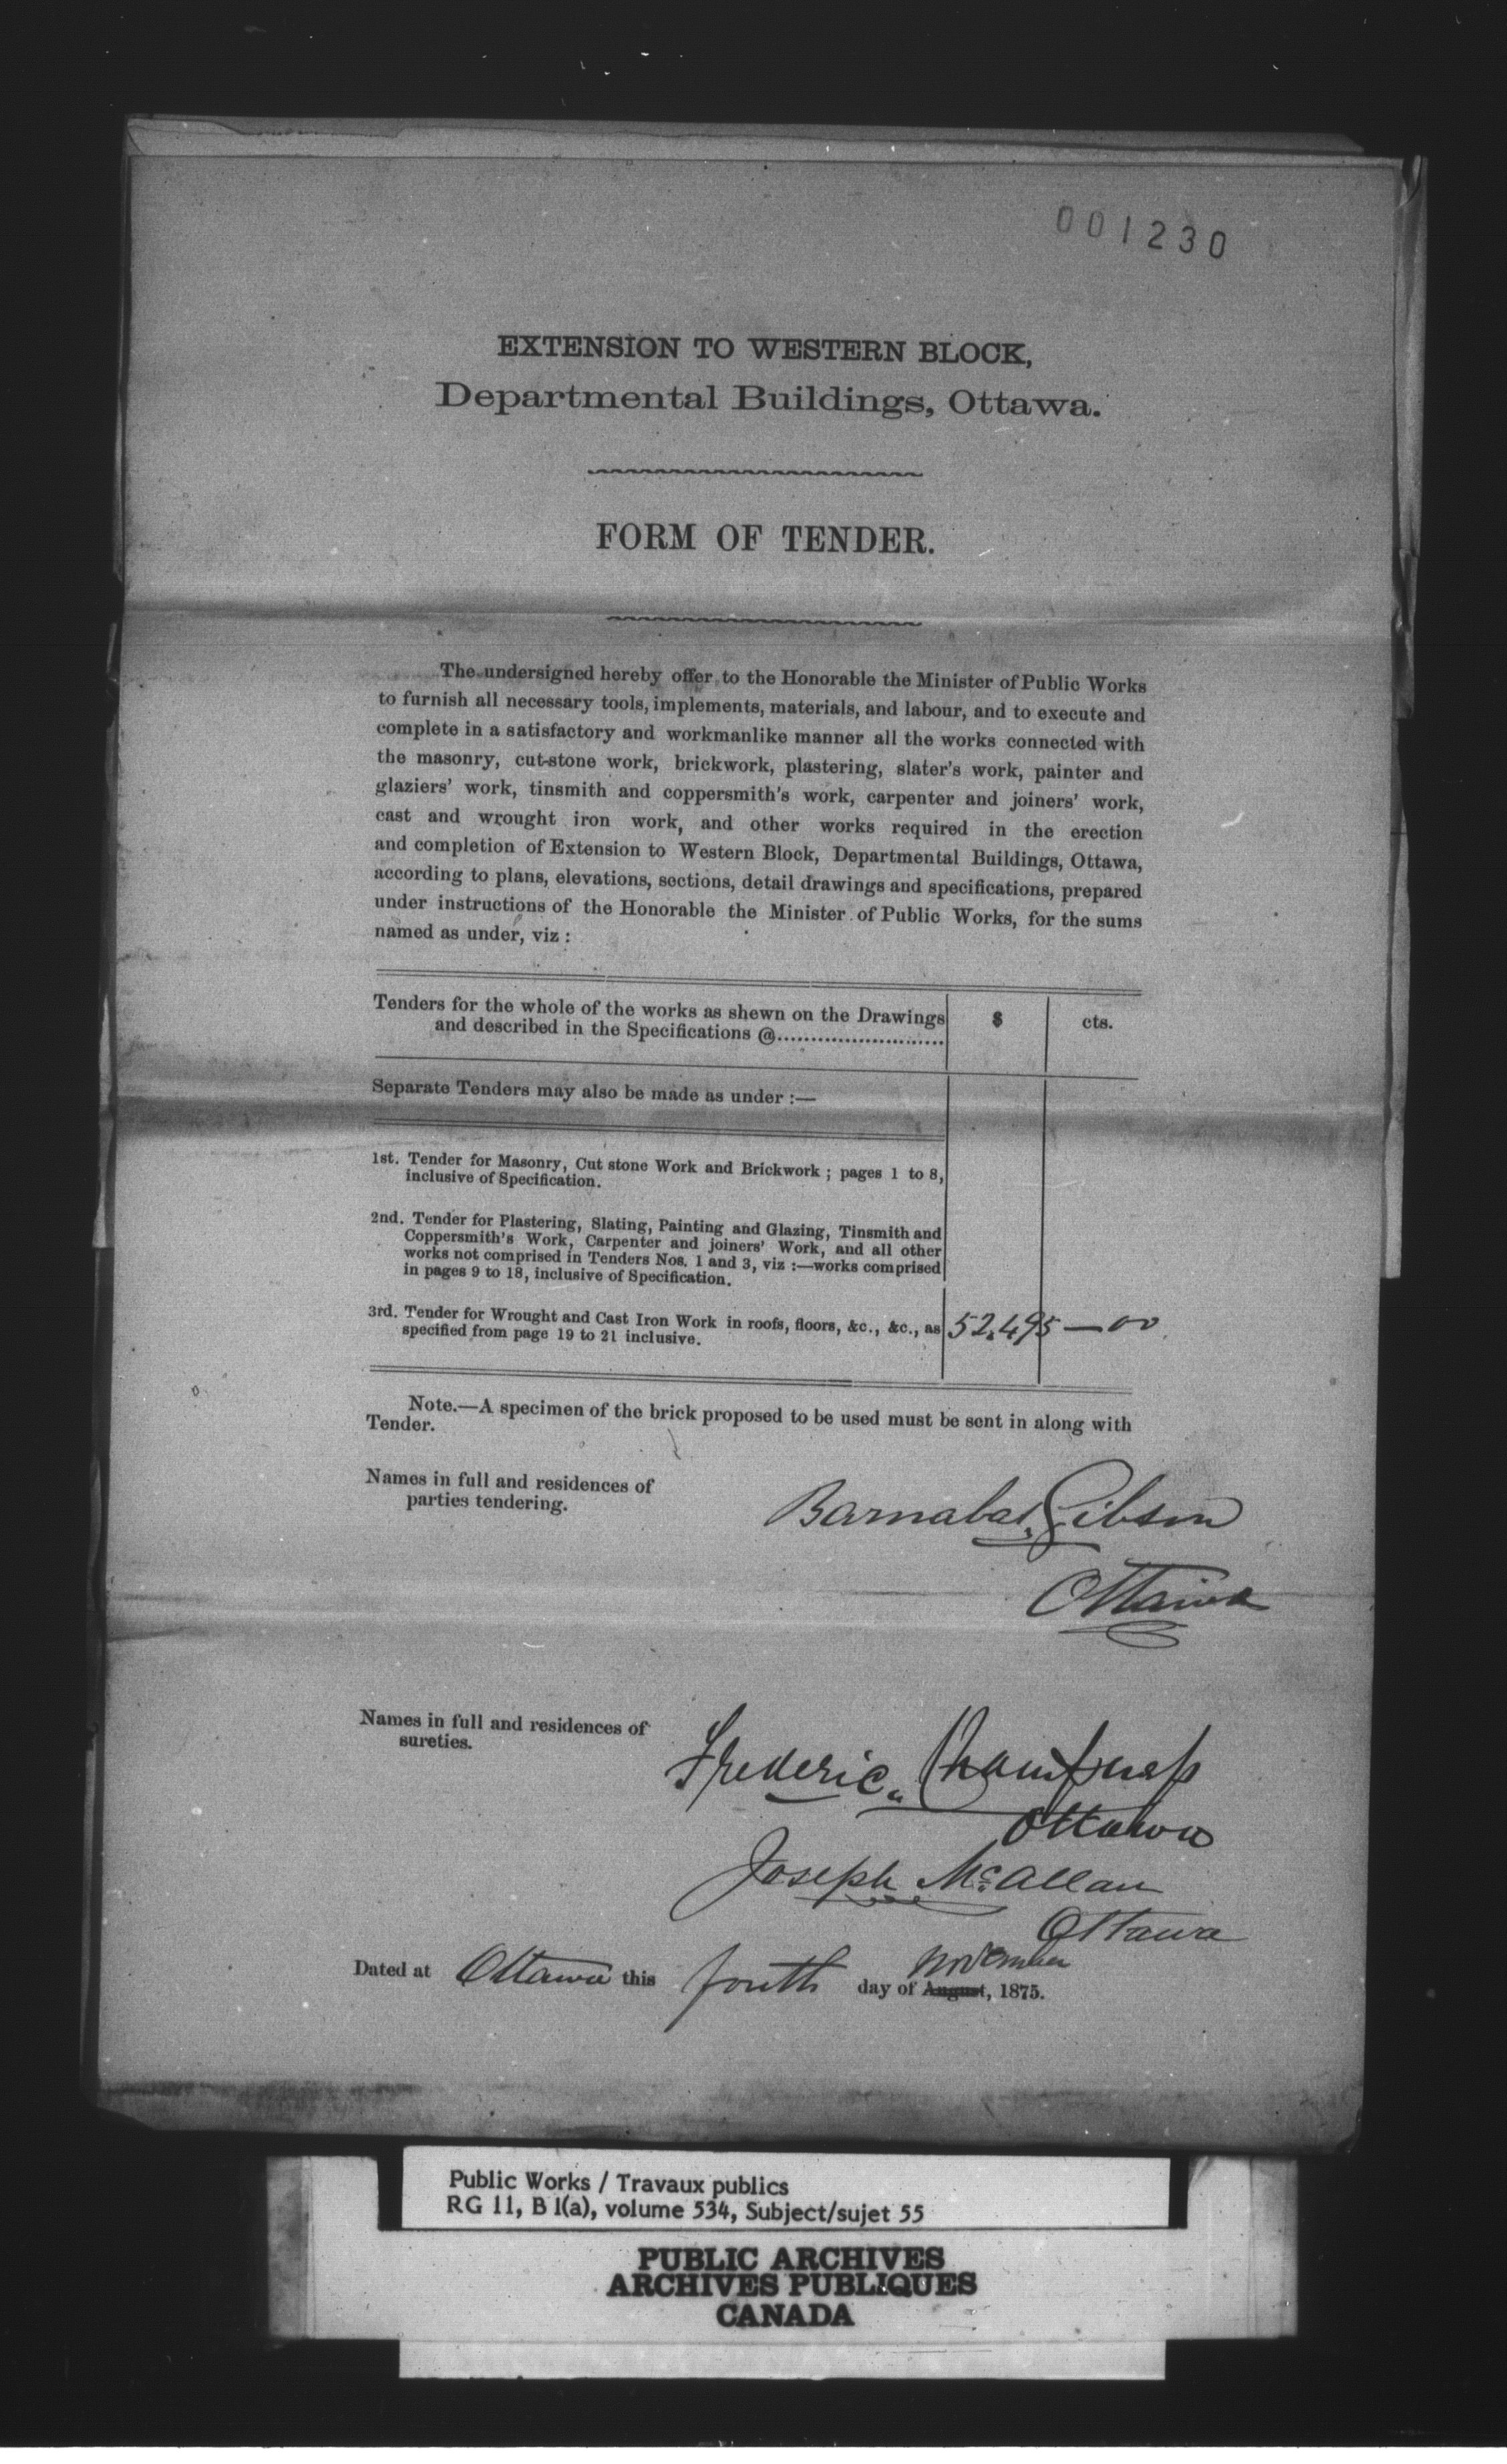 001230
EXTENSION TO WESTERN BLOCK,
Departmental Buildings, Ottawa.
FORM OF TENDER.
The undersigned hereby offer to the Honorable the Minister of Public Works
to furnish all necessary tools, implements, materials, and labour, and to execute and
complete in a satisfactory and workmanlike manner all the works connected with
the masonry, cut-stone work, brickwork, plastering, slater's work, painter and
glaziers' work, tinsmith and coppersmith's work, carpenter and joiners' work,
cast and wrought iron work, and other works required in the erection
and completion of Extension to Western Block, Departmental Buildings, Ottawa,
according to plans, elevations, sections, detail drawings and specifications, prepared
under instructions of the Honorable the Minister of Public Works, for the sums
named as under, viz :
Tenders for the whole of the works as shewn on the Drawings $ cts.
and described in the Specifications @..........................
Separate Tenders may also be made as under :—
1st. Tender for Masonry, Cut stone Work and Brickwork ; pages 1 to 8,
inclusive of Specification.
2nd. Tender for Plastering, Slating, Painting and Glazing, Tinsmith and
Coppersmith's Work, Carpenter and joiners' Work, and all other
works not comprised in Tenders Nos. 1 and 3, viz :—works comprised
in pages 9 to 18, inclusive of Specification.
3rd. Tender for Wrought and Cast Iron Work in roofs, floors, &c., &c., as 52,495 — 00
specified from page 19 to 21 inclusive.
Note.—A specimen of the brick proposed to be used must be sent in along with
Tender.
Names in full and residences of
parties tendering.
Barnabas Gibson
Ottawa
Names in full and residences of
sureties.
Frederic
Ottawa
Joseph McAllan
Ottawa
November
Dated at Ottawa this fourth day of August, 1875.
Public Works / Travaux publics
RG 11, B 1(a), volume 534, Subject/sujet 55
PUBLIC ARCHIVES
ARCHIVES PUBLIQUES
CANADA